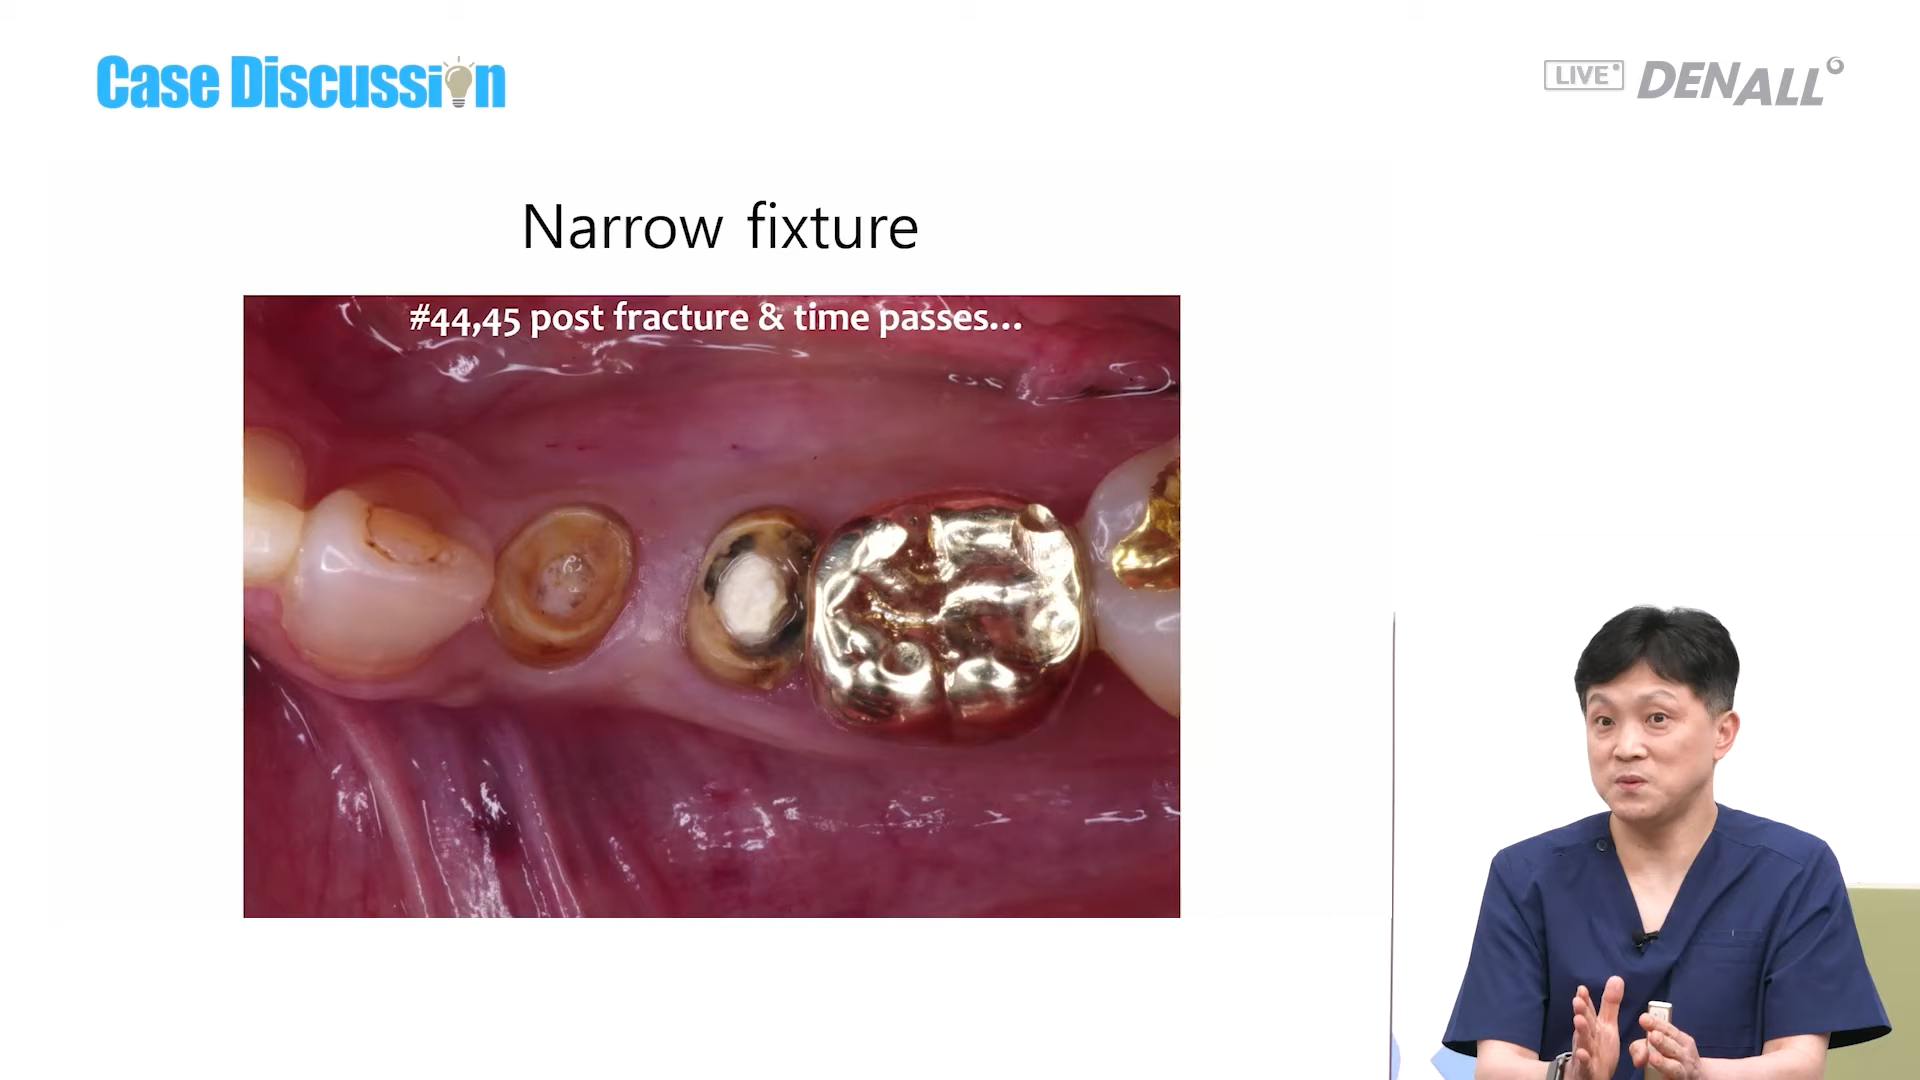 Case Discussion
LIVE DENALL
Narrow fixture
#44,45 post fracture & time passes...